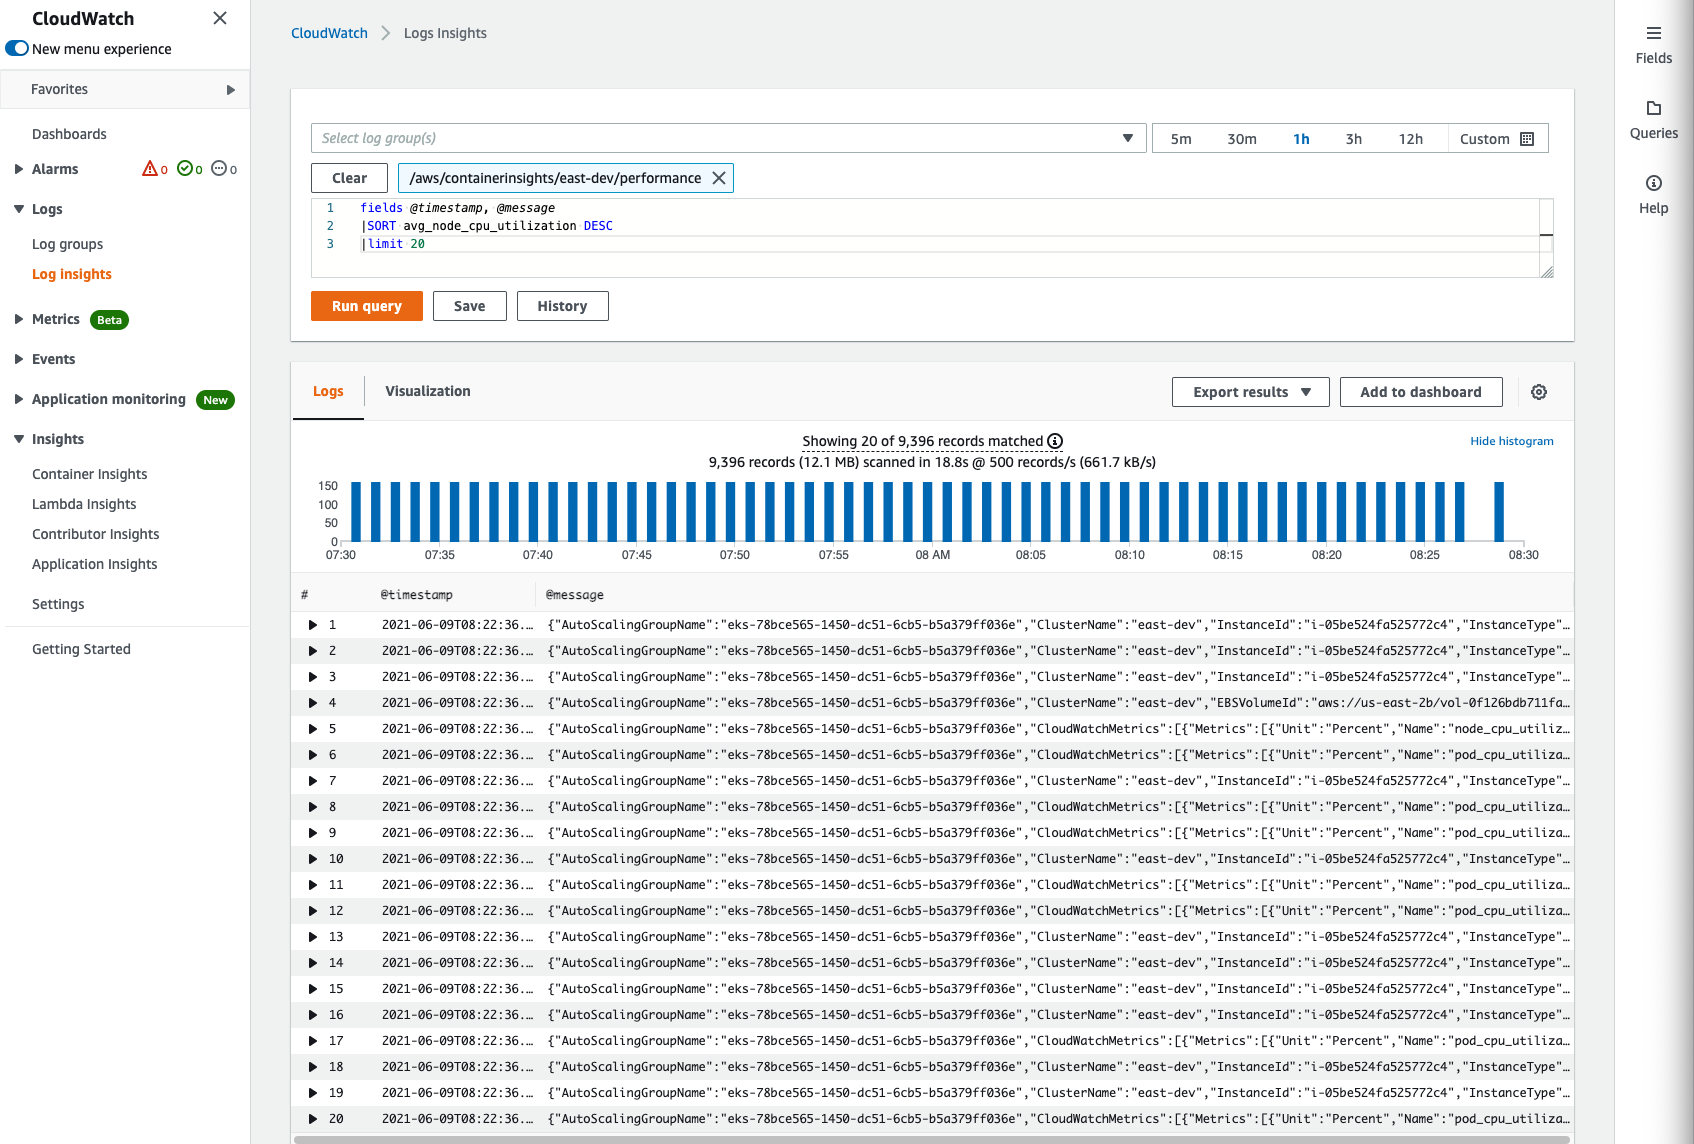 CloudWatch
New menu experience
Favorites
Dashboards
Alarms 0 0 0
Logs
Log groups
Log insights
Metrics Beta
Events
Application monitoring New
Insights
Container Insights
Lambda Insights
Contributor Insights
Application Insights
Settings
Getting Started
CloudWatch Logs Insights
Select log group(s)
5m 30m 1h 3h 12h Custom
Clear /aws/containerinsights/east-dev/performance
1 fields @timestamp, @message
2 |SORT avg_node_cpu_utilization DESC
3 |limit 20
Run query Save History
Logs Visualization Export results Add to dashboard
Showing 20 of 9,396 records matched
Hide histogram
9,396 records (12.1 MB) scanned in 18.8s @ 500 records/s (661.7 kB/s)
150
100
50
0
07:30 07:35 07:40 07:45 07:50 07:55 08 AM 08:05 08:10 08:15 08:20 08:25 08:30
# @timestamp @message
1 2021-06-09T08:22:36.... {"AutoScalingGroupName":"eks-78bce565-1450-dc51-6cb5-b5a379ff036e","ClusterName":"east-dev","InstanceId":"i-05be524fa525772c4","InstanceType"...
2 2021-06-09T08:22:36.... {"AutoScalingGroupName":"eks-78bce565-1450-dc51-6cb5-b5a379ff036e","ClusterName":"east-dev","InstanceId":"i-05be524fa525772c4","InstanceType"...
3 2021-06-09T08:22:36.... {"AutoScalingGroupName":"eks-78bce565-1450-dc51-6cb5-b5a379ff036e","ClusterName":"east-dev","InstanceId":"i-05be524fa525772c4","InstanceType"...
4 2021-06-09T08:22:36.... {"AutoScalingGroupName":"eks-78bce565-1450-dc51-6cb5-b5a379ff036e","ClusterName":"east-dev","EBSVolumeId":"aws://us-east-2b/vol-0f126bdb711fa...
5 2021-06-09T08:22:36.... {"AutoScalingGroupName":"eks-78bce565-1450-dc51-6cb5-b5a379ff036e","CloudWatchMetrics":[{"Metrics":[{"Unit":"Percent","Name":"node_cpu_utiliz...
6 2021-06-09T08:22:36.... {"AutoScalingGroupName":"eks-78bce565-1450-dc51-6cb5-b5a379ff036e","CloudWatchMetrics":[{"Metrics":[{"Unit":"Percent","Name":"pod_cpu_utiliza...
7 2021-06-09T08:22:36.... {"AutoScalingGroupName":"eks-78bce565-1450-dc51-6cb5-b5a379ff036e","ClusterName":"east-dev","InstanceId":"i-05be524fa525772c4","InstanceType"...
8 2021-06-09T08:22:36.... {"AutoScalingGroupName":"eks-78bce565-1450-dc51-6cb5-b5a379ff036e","CloudWatchMetrics":[{"Metrics":[{"Unit":"Percent","Name":"pod_cpu_utiliza...
9 2021-06-09T08:22:36.... {"AutoScalingGroupName":"eks-78bce565-1450-dc51-6cb5-b5a379ff036e","CloudWatchMetrics":[{"Metrics":[{"Unit":"Percent","Name":"pod_cpu_utiliza...
10 2021-06-09T08:22:36.... {"AutoScalingGroupName":"eks-78bce565-1450-dc51-6cb5-b5a379ff036e","ClusterName":"east-dev","InstanceId":"i-05be524fa525772c4","InstanceType"...
11 2021-06-09T08:22:36.... {"AutoScalingGroupName":"eks-78bce565-1450-dc51-6cb5-b5a379ff036e","CloudWatchMetrics":[{"Metrics":[{"Unit":"Percent","Name":"pod_cpu_utiliza...
12 2021-06-09T08:22:36.... {"AutoScalingGroupName":"eks-78bce565-1450-dc51-6cb5-b5a379ff036e","CloudWatchMetrics":[{"Metrics":[{"Unit":"Percent","Name":"pod_cpu_utiliza...
13 2021-06-09T08:22:36.... {"AutoScalingGroupName":"eks-78bce565-1450-dc51-6cb5-b5a379ff036e","ClusterName":"east-dev","InstanceId":"i-05be524fa525772c4","InstanceType"...
14 2021-06-09T08:22:36.... {"AutoScalingGroupName":"eks-78bce565-1450-dc51-6cb5-b5a379ff036e","ClusterName":"east-dev","InstanceId":"i-05be524fa525772c4","InstanceType"...
15 2021-06-09T08:22:36.... {"AutoScalingGroupName":"eks-78bce565-1450-dc51-6cb5-b5a379ff036e","ClusterName":"east-dev","InstanceId":"i-05be524fa525772c4","InstanceType"...
16 2021-06-09T08:22:36.... {"AutoScalingGroupName":"eks-78bce565-1450-dc51-6cb5-b5a379ff036e","ClusterName":"east-dev","InstanceId":"i-05be524fa525772c4","InstanceType"...
17 2021-06-09T08:22:36.... {"AutoScalingGroupName":"eks-78bce565-1450-dc51-6cb5-b5a379ff036e","CloudWatchMetrics":[{"Metrics":[{"Unit":"Percent","Name":"pod_cpu_utiliza...
18 2021-06-09T08:22:36.... {"AutoScalingGroupName":"eks-78bce565-1450-dc51-6cb5-b5a379ff036e","ClusterName":"east-dev","InstanceId":"i-05be524fa525772c4","InstanceType"...
19 2021-06-09T08:22:36.... {"AutoScalingGroupName":"eks-78bce565-1450-dc51-6cb5-b5a379ff036e","ClusterName":"east-dev","InstanceId":"i-05be524fa525772c4","InstanceType"...
20 2021-06-09T08:22:36.... {"AutoScalingGroupName":"eks-78bce565-1450-dc51-6cb5-b5a379ff036e","CloudWatchMetrics":[{"Metrics":[{"Unit":"Percent","Name":"pod_cpu_utiliza...
Fields
Queries
Help